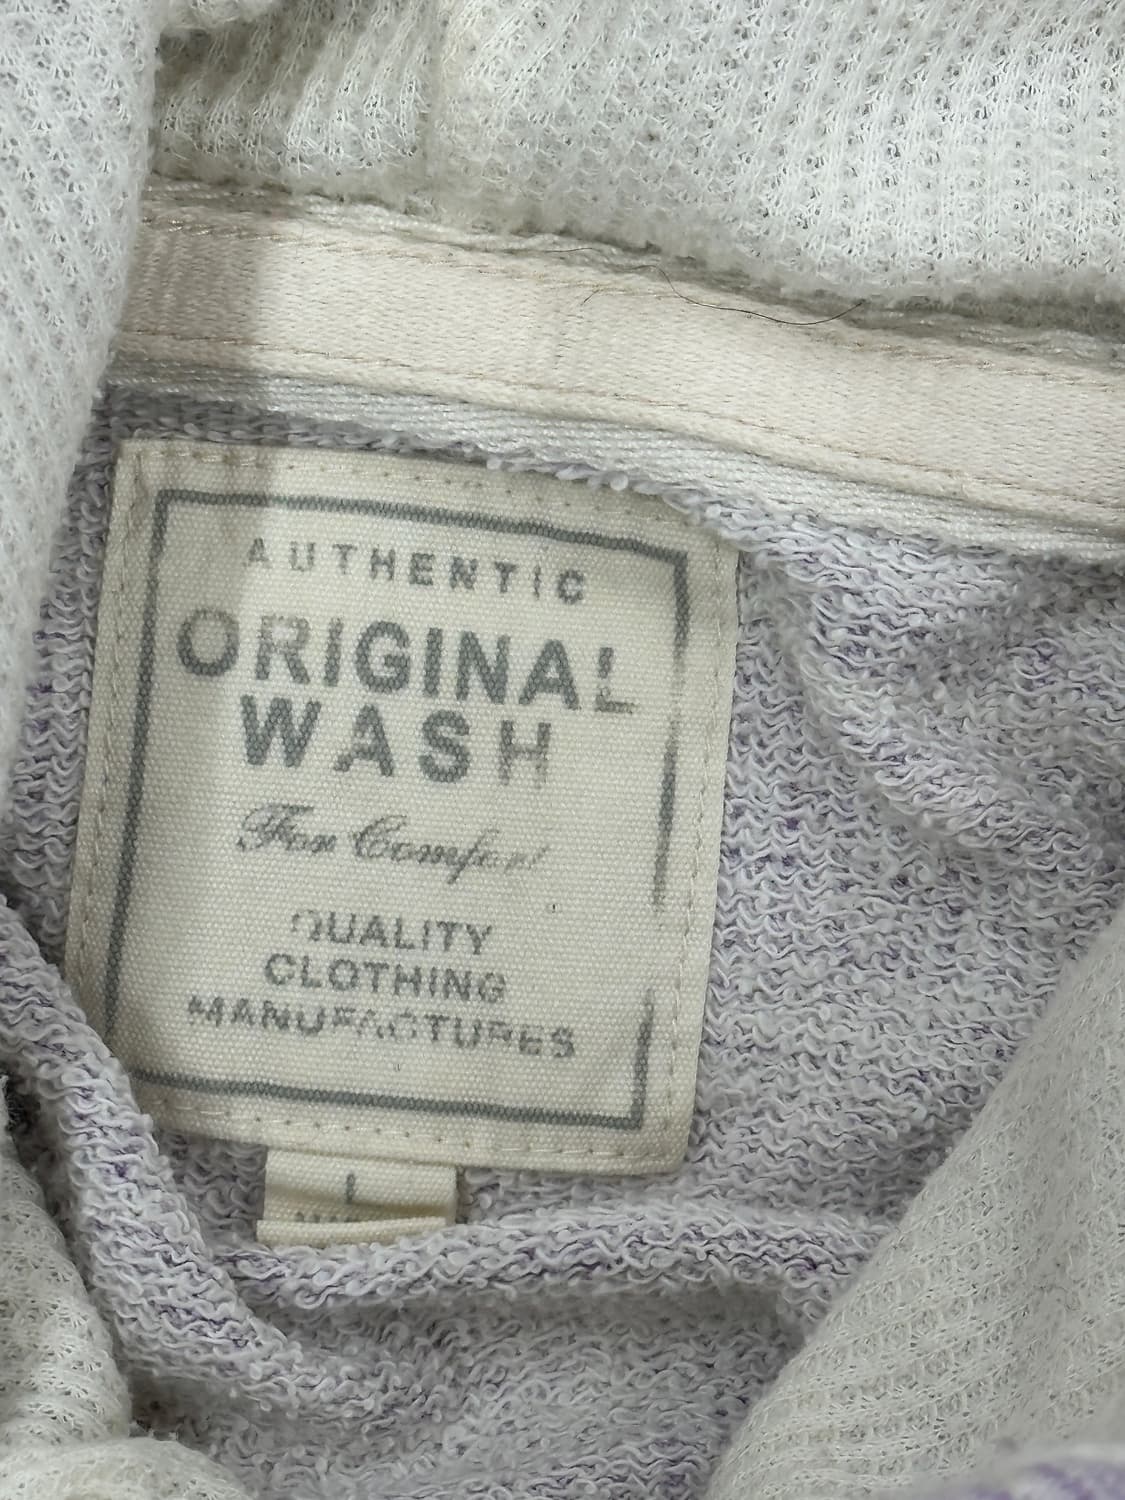 AUTHENTIC
ORIGINAL
WASH
For Comfort
QUALITY
CLOTHING
MANUFACTURES
L